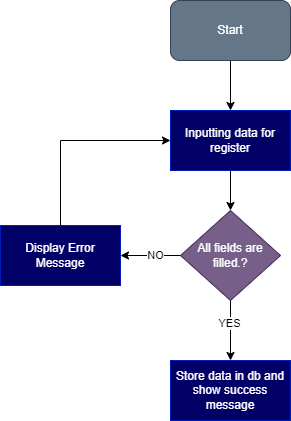 Start
Inputting data for
register
All fields are
filled.?
NO
Display Error
Message
YES
Store data in db and
show success
message